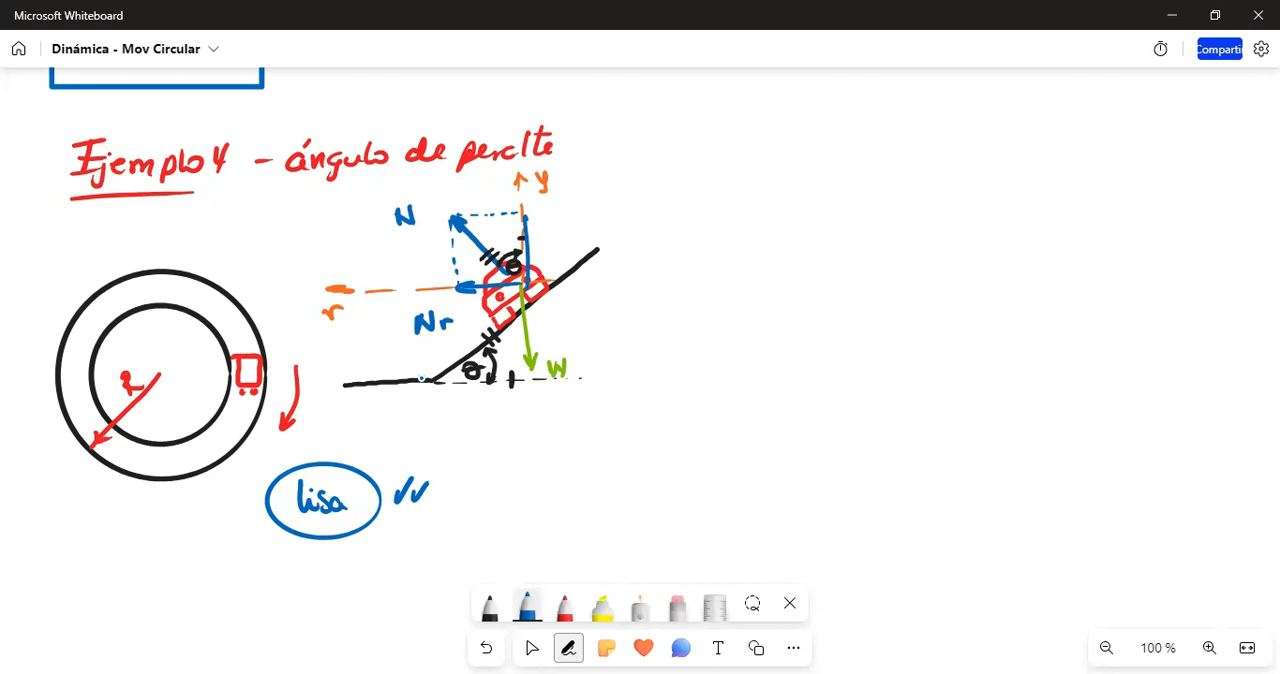 Microsoft Whiteboard
Dinámica - Mov Circular
Compartir
Ejemplo 4 - ángulo de peralte
y
N
θ
r
Nr
θ
W
R
lisa
100 %